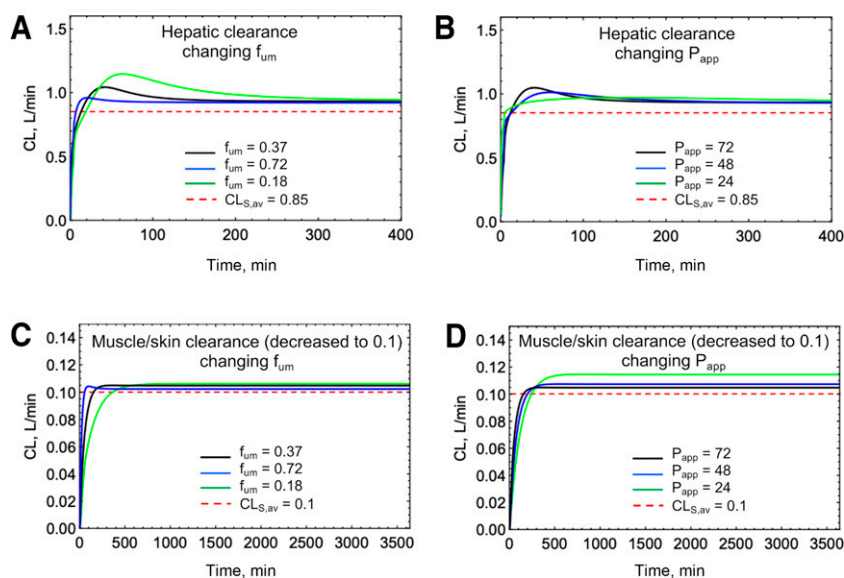 A
Hepatic clearance
changing fum
CL, L/min
1.5
1.0
0.5
0.0
fum = 0.37
fum = 0.72
fum = 0.18
CLS,av = 0.85
0 100 200 300 400
Time, min
B
Hepatic clearance
changing Papp
CL, L/min
1.5
1.0
0.5
0.0
Papp = 72
Papp = 48
Papp = 24
CLS,av = 0.85
0 100 200 300 400
Time, min
C
Muscle/skin clearance (decreased to 0.1)
changing fum
CL, L/min
0.14
0.12
0.10
0.08
0.06
0.04
0.02
0.00
fum = 0.37
fum = 0.72
fum = 0.18
CLS,av = 0.1
0 500 1000 1500 2000 2500 3000 3500
Time, min
D
Muscle/skin clearance (decreased to 0.1)
changing Papp
CL, L/min
0.14
0.12
0.10
0.08
0.06
0.04
0.02
0.00
Papp = 72
Papp = 48
Papp = 24
CLS,av = 0.1
0 500 1000 1500 2000 2500 3000 3500
Time, min